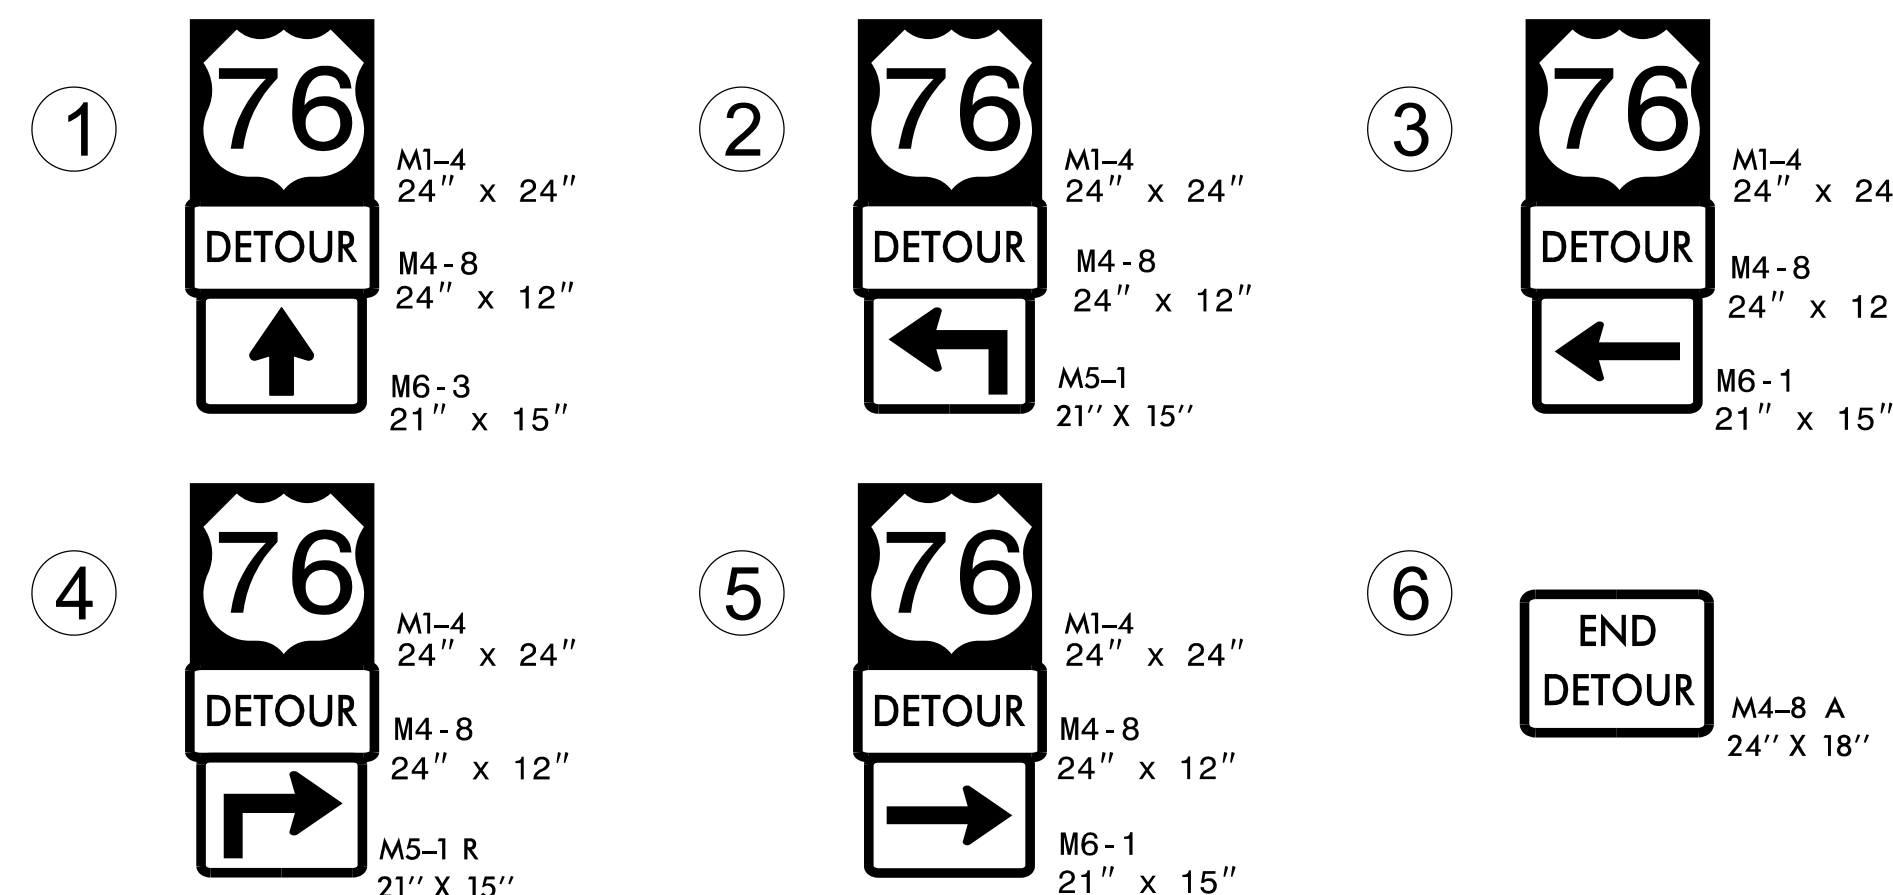 1
76
M1-4
24" x 24"
DETOUR
M4-8
24" x 12"
M6-3
21" x 15"
2
76
M1-4
24" x 24"
DETOUR
M4-8
24" x 12"
M5-1
21" X 15"
3
76
M1-4
24" x 24
DETOUR
M4-8
24" x 12
M6-1
21" x 15"
4
76
M1-4
24" x 24"
DETOUR
M4-8
24" x 12"
M5-1 R
21" X 15"
5
76
M1-4
24" x 24"
DETOUR
M4-8
24" x 12"
M6-1
21" x 15"
6
END
DETOUR
M4-8 A
24" X 18"